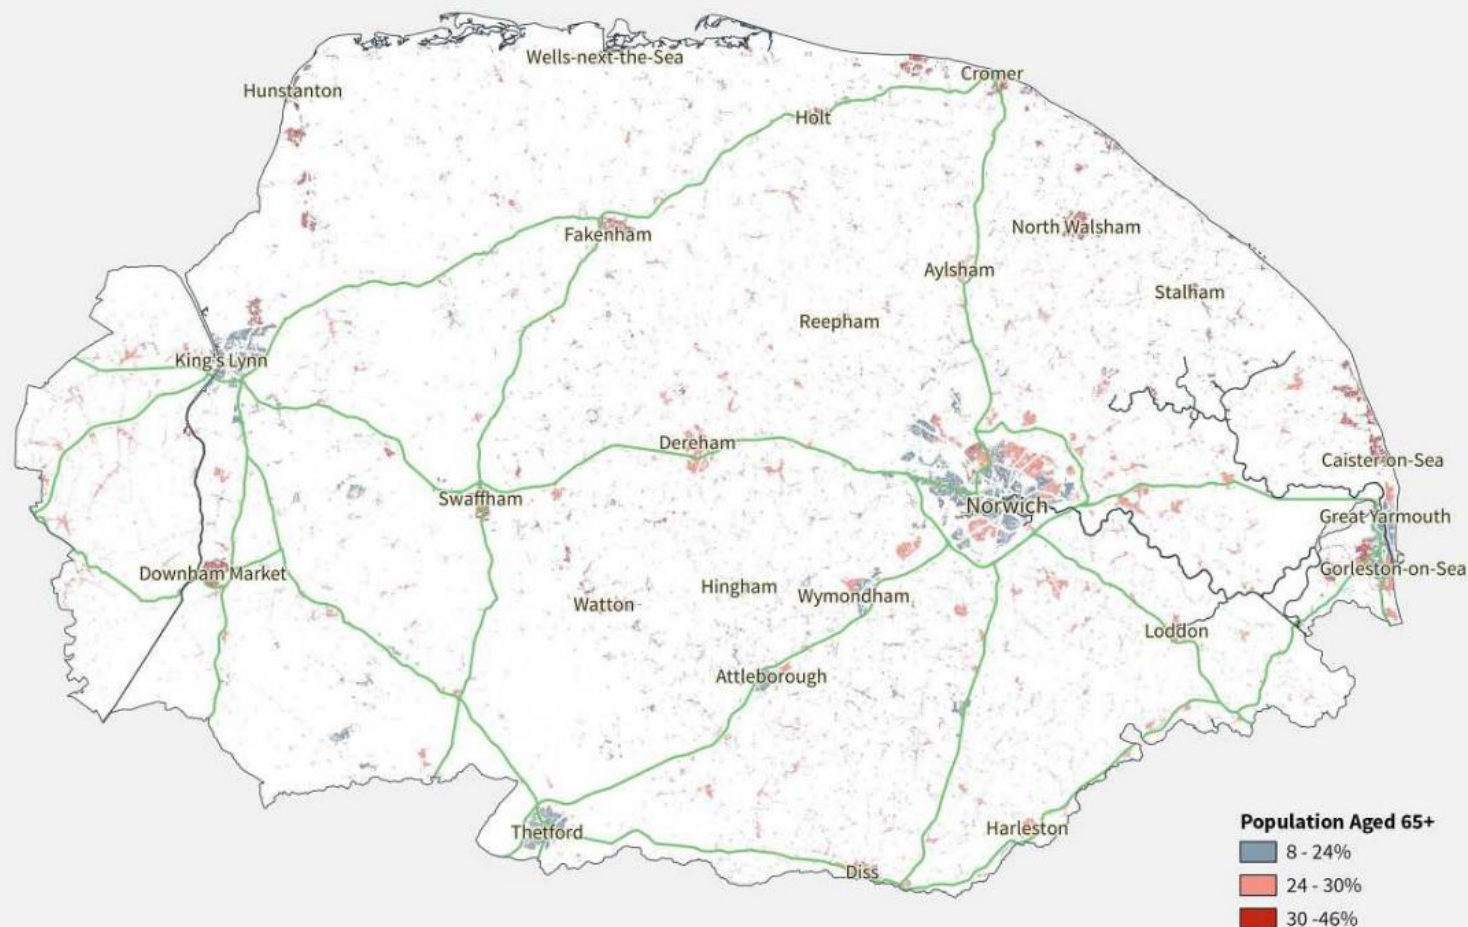 Wells-next-the-Sea
Cromer
Hunstanton
Holt
North Walsham
Fakenham
Aylsham
Stalham
Reepham
King's Lynn
Dereham
Caister-on-Sea
Swaffham
Norwich
Great Yarmouth
Gorleston-on-Sea
Downham Market
Hingham
Wymondham
Watton
Loddon
Attleborough
Thetford
Harleston
Diss
Population Aged 65+
8 - 24%
24 - 30%
30 -46%